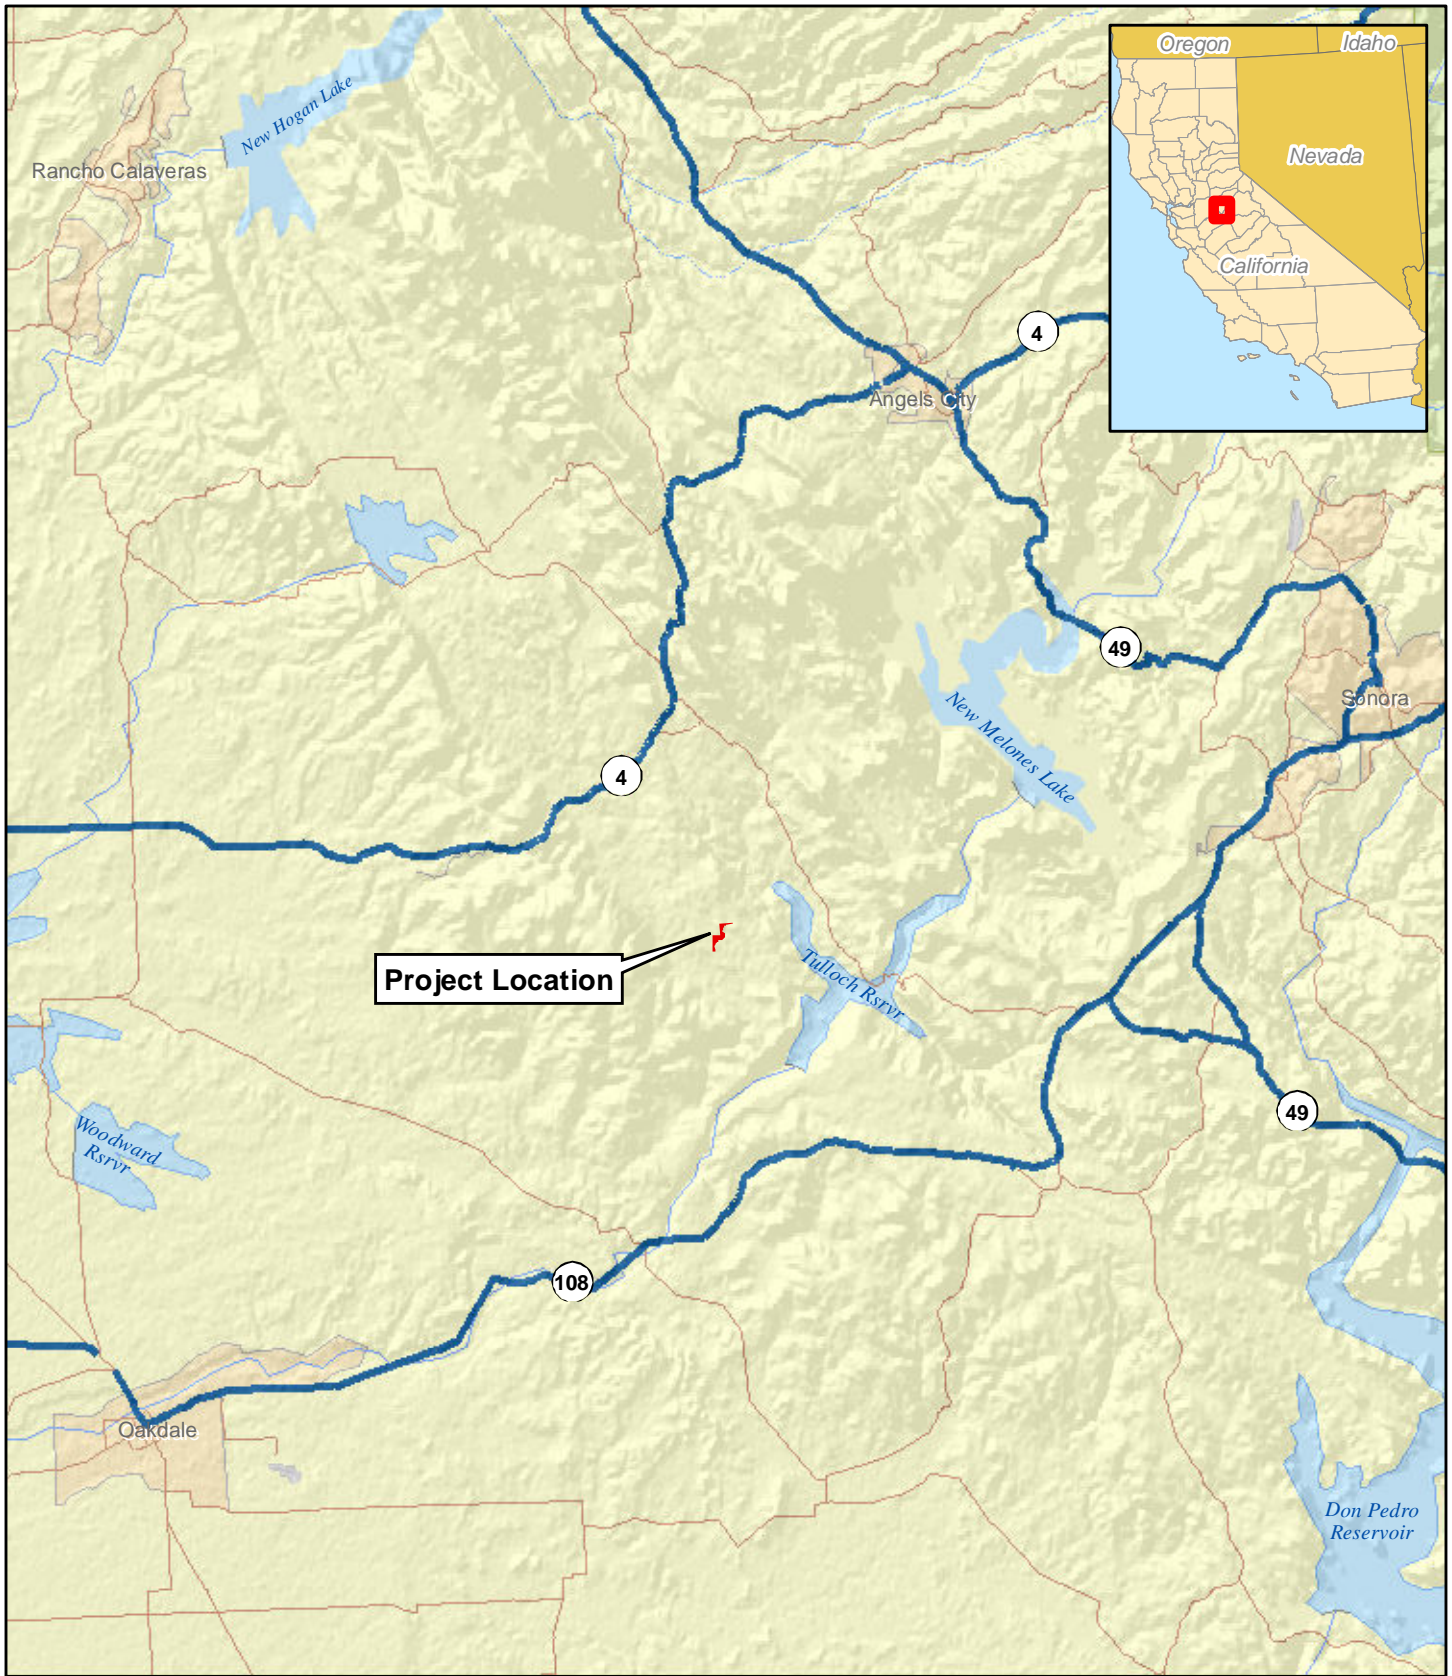 Oregon
Idaho
New Hogan Lake
Nevada
Rancho Calaveras
California
4
Angels City
49
Sonora
New Melones Lake
4
Project Location
Tulloch Rsrvr
49
Woodward
Rsrvr
108
Oakdale
Don Pedro
Reservoir